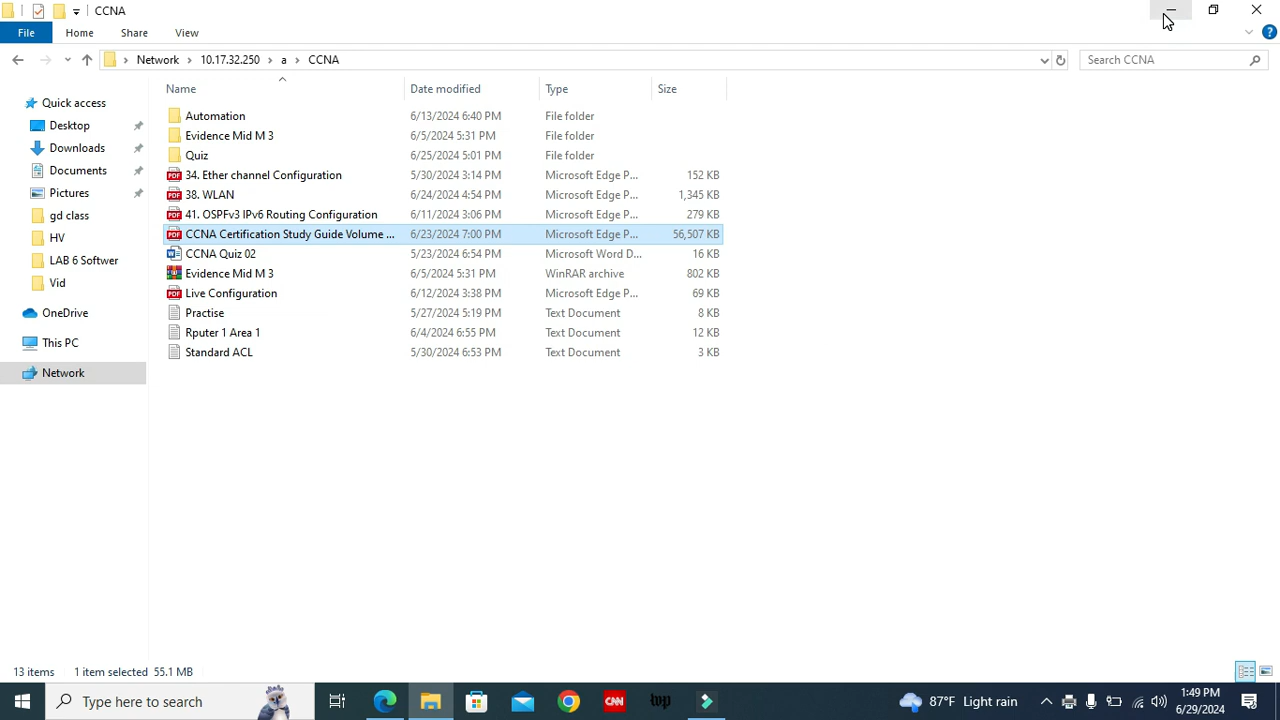 CCNA
File Home Share View
Network > 10.17.32.250 > a > CCNA
Search CCNA
Name Date modified Type Size
Quick access
Desktop
Downloads
Documents
Pictures
gd class
HV
LAB 6 Softwer
Vid
OneDrive
This PC
Network
Automation 6/13/2024 6:40 PM File folder
Evidence Mid M 3 6/5/2024 5:31 PM File folder
Quiz 6/25/2024 5:01 PM File folder
34. Ether channel Configuration 5/30/2024 3:14 PM Microsoft Edge P... 152 KB
38. WLAN 6/24/2024 4:54 PM Microsoft Edge P... 1,345 KB
41. OSPFv3 IPv6 Routing Configuration 6/11/2024 3:06 PM Microsoft Edge P... 279 KB
CCNA Certification Study Guide Volume ... 6/23/2024 7:00 PM Microsoft Edge P... 56,507 KB
CCNA Quiz 02 5/23/2024 6:54 PM Microsoft Word D... 16 KB
Evidence Mid M 3 6/5/2024 5:31 PM WinRAR archive 802 KB
Live Configuration 6/12/2024 3:38 PM Microsoft Edge P... 69 KB
Practise 5/27/2024 5:19 PM Text Document 8 KB
Rputer 1 Area 1 6/4/2024 6:55 PM Text Document 12 KB
Standard ACL 5/30/2024 6:53 PM Text Document 3 KB
13 items 1 item selected 55.1 MB
Type here to search
CNN
wp
87°F Light rain
1:49 PM
6/29/2024